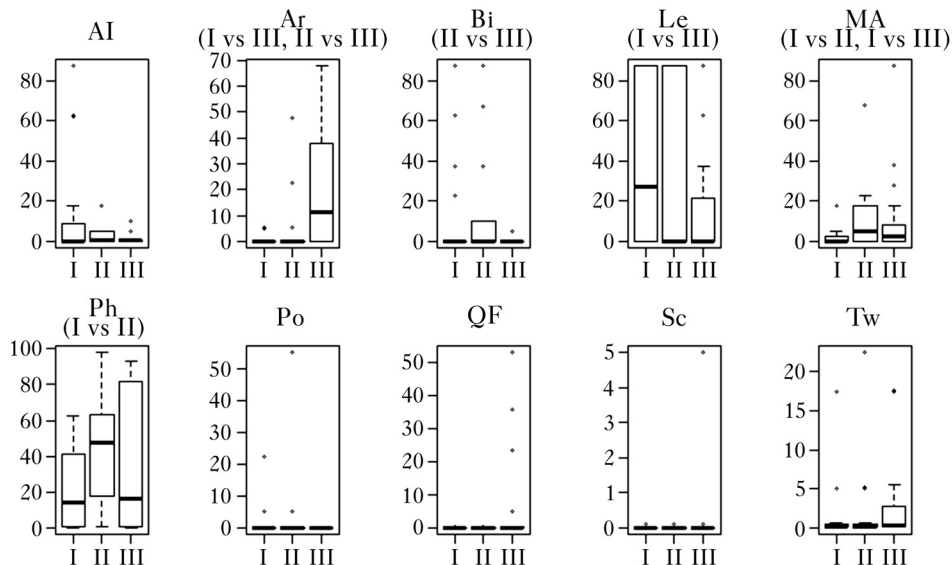 AI
Ar
(I vs III, II vs III)
Bi
(II vs III)
Le
(I vs III)
MA
(I vs II, I vs III)
80
60
40
20
0
I II III
70
60
50
40
30
20
10
0
I II III
80
60
40
20
0
I II III
80
60
40
20
0
I II III
80
60
40
20
0
I II III
Ph
(I vs II)
Po
QF
Sc
Tw
100
80
60
40
20
0
I II III
50
40
30
20
10
0
I II III
50
40
30
20
10
0
I II III
5
4
3
2
1
0
I II III
20
15
10
5
0
I II III